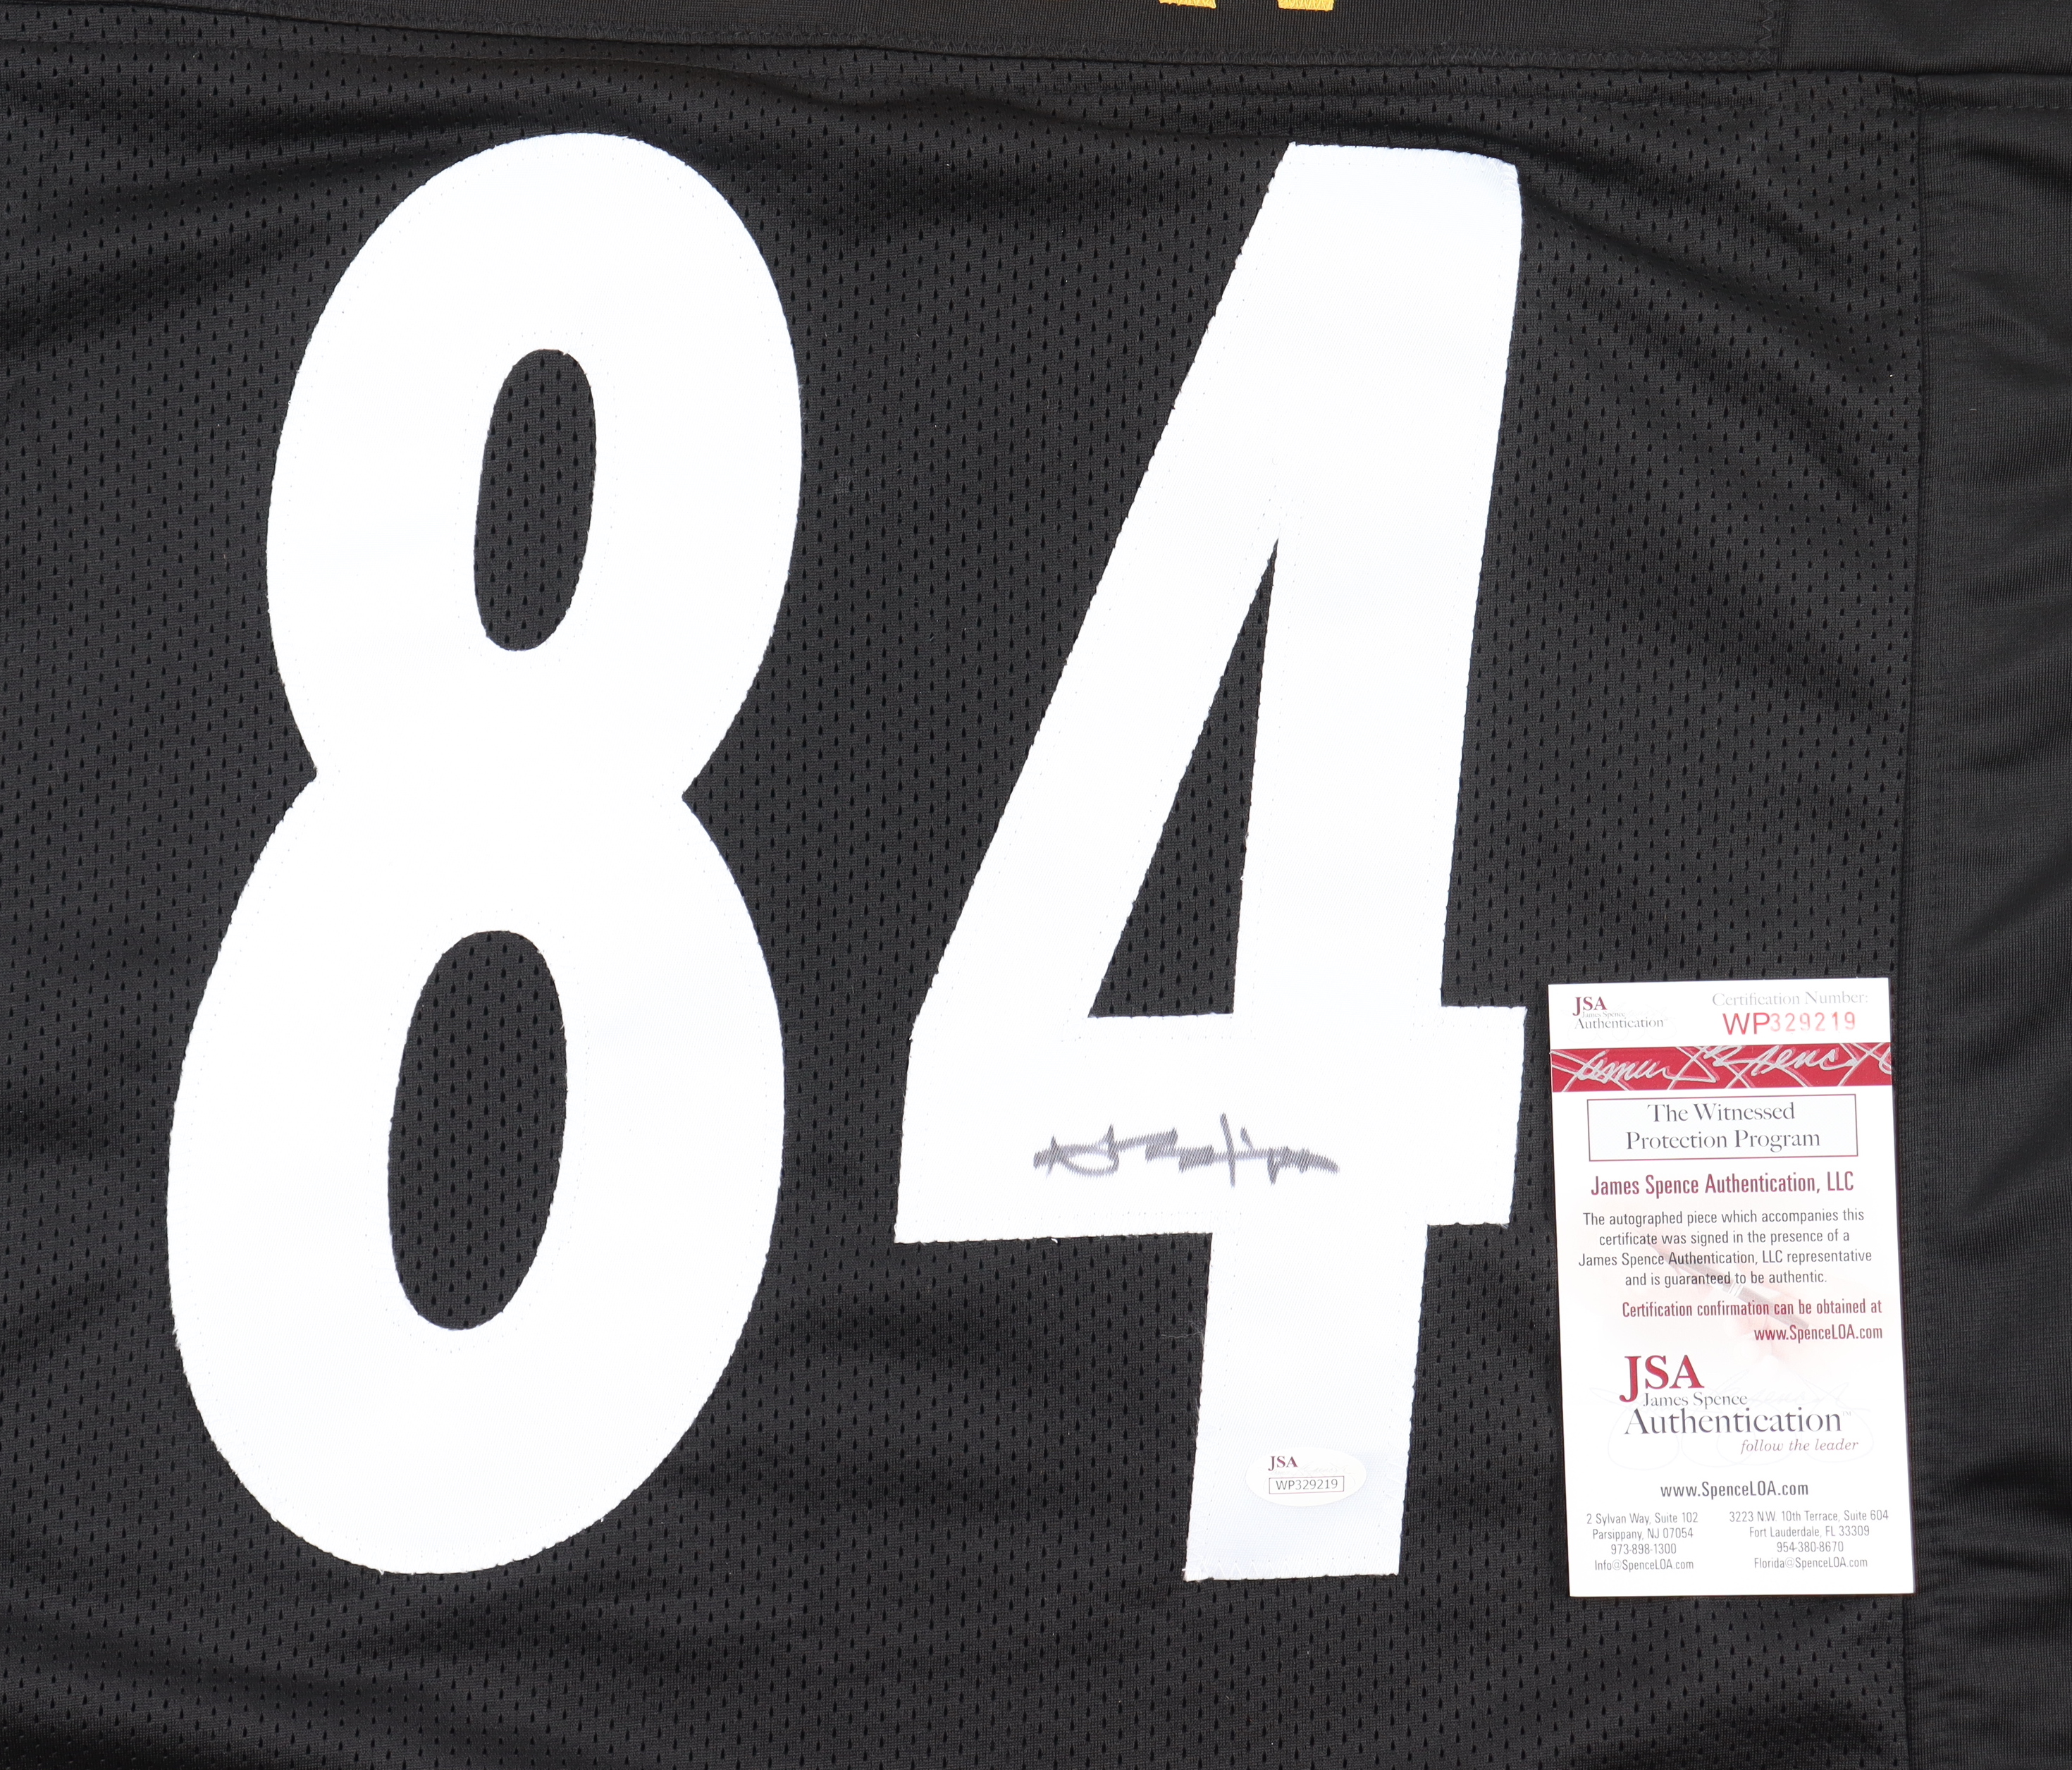 84
JSA
WP329219
JSA
James Spence
Authentication
Certification Number:
WP329219
The Witnessed
Protection Program
James Spence Authentication, LLC
The autographed piece which accompanies this
certificate was signed in the presence of a
James Spence Authentication, LLC representative
and is guaranteed to be authentic.
Certification confirmation can be obtained at
www.SpenceLOA.com
JSA
James Spence
Authentication™
follow the leader
www.SpenceLOA.com
2 Sylvan Way, Suite 102
Parsippany, NJ 07054
973-898-1300
Info@SpenceLOA.com
3223 N.W. 10th Terrace, Suite 604
Fort Lauderdale, FL 33309
954-380-8670
Florida@SpenceLOA.com